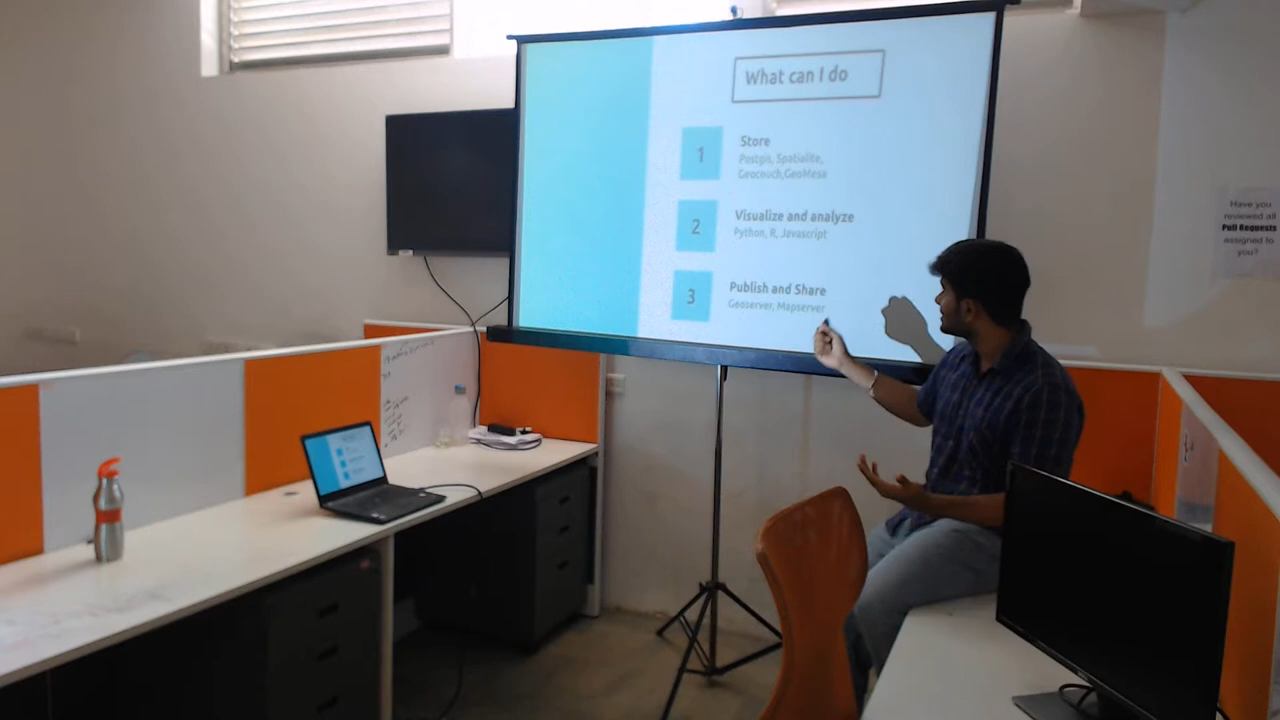 What can I do
1
Store
Postgis, Spatialite,
Geocouch,GeoMesa
2
Visualize and analyze
Python, R, Javascript
3
Publish and Share
Geoserver, Mapserver
Have you
reviewed all
Pull Requests
assigned to
you?